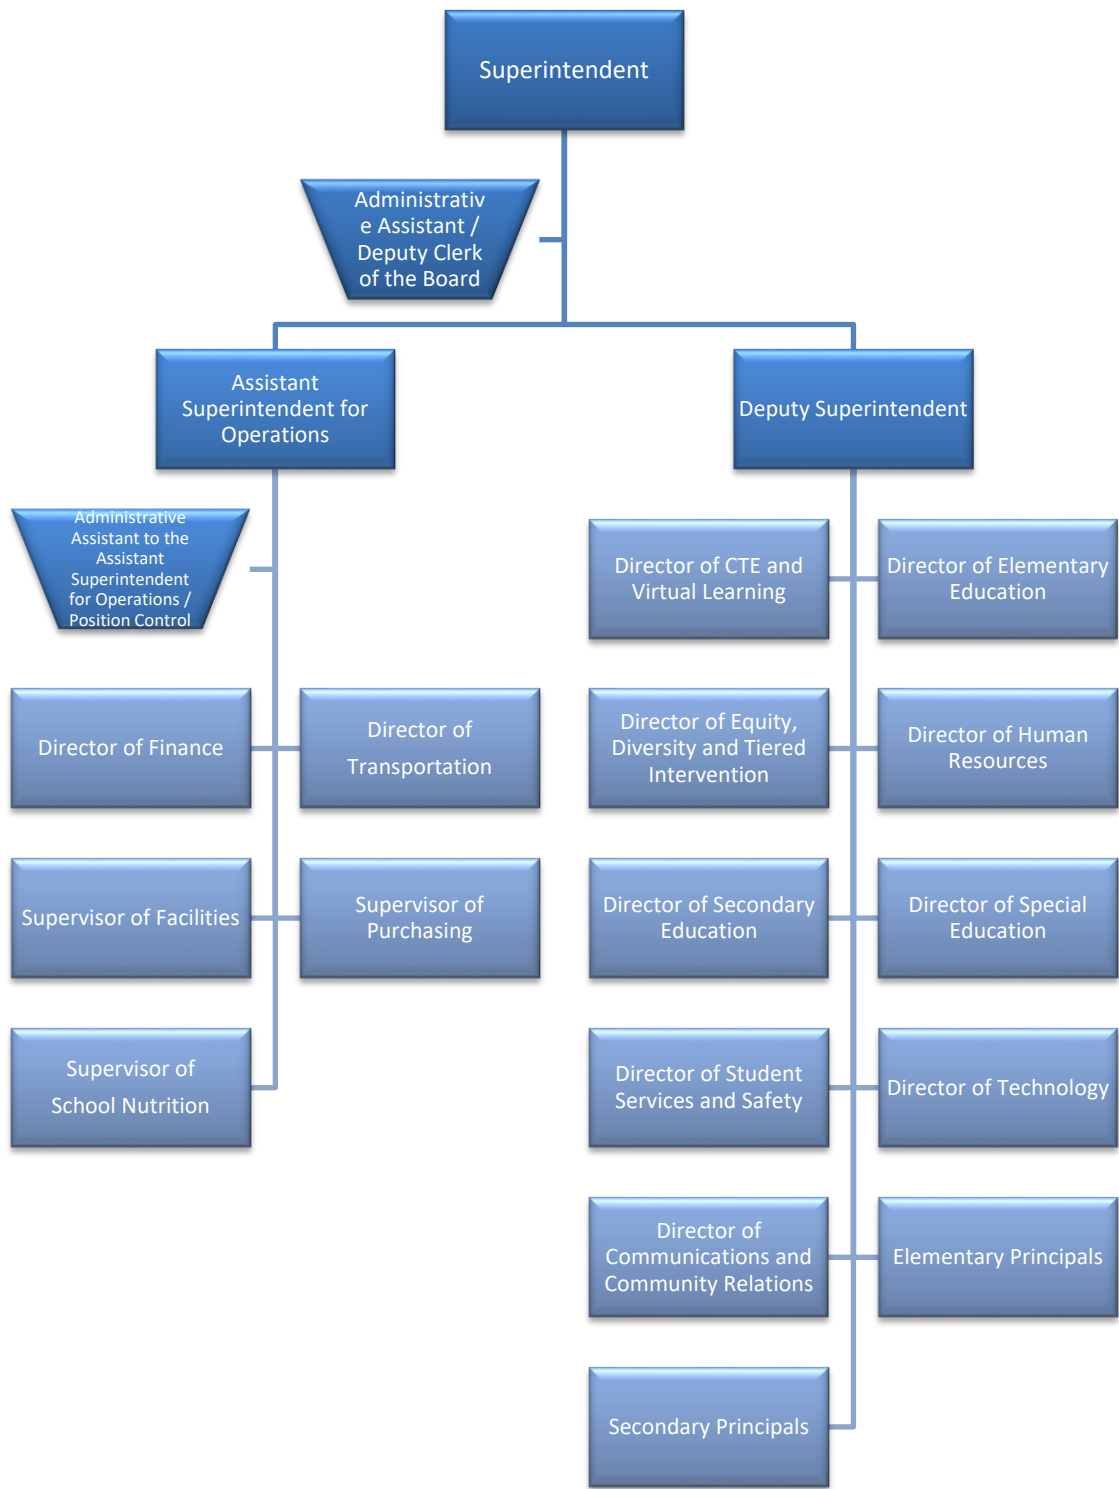 Superintendent
Administrativ
e Assistant /
Deputy Clerk
of the Board
Assistant
Superintendent for
Operations
Deputy Superintendent
Administrative
Assistant to the
Assistant
Superintendent
for Operations /
Position Control
Director of CTE and
Virtual Learning
Director of Elementary
Education
Director of Finance
Director of
Transportation
Director of Equity,
Diversity and Tiered
Intervention
Director of Human
Resources
Supervisor of Facilities
Supervisor of
Purchasing
Director of Secondary
Education
Director of Special
Education
Supervisor of
School Nutrition
Director of Student
Services and Safety
Director of Technology
Director of
Communications and
Community Relations
Elementary Principals
Secondary Principals